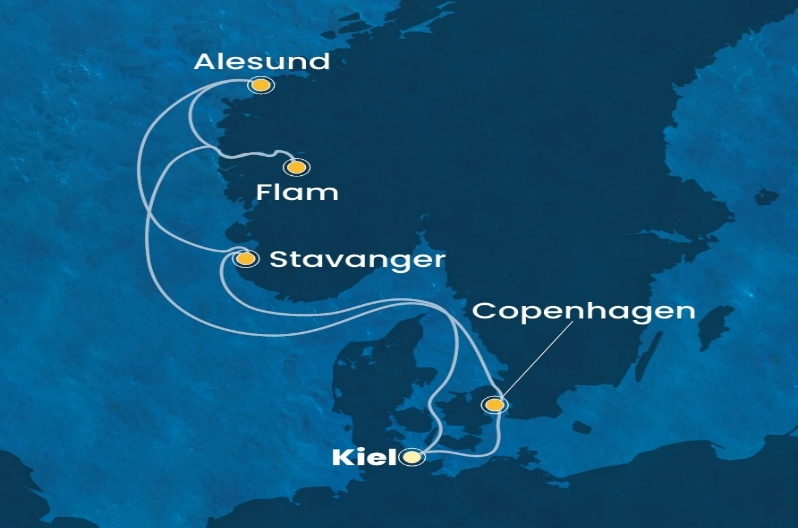 Alesund
Flam
Stavanger
Copenhagen
Kiel